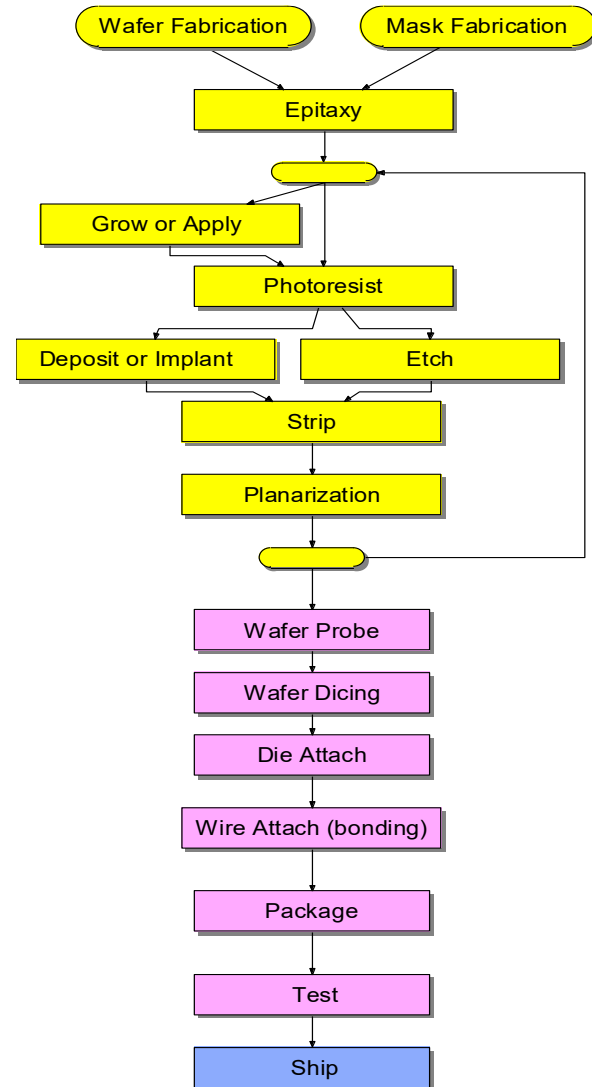 Wafer Fabrication
Mask Fabrication
Epitaxy
Grow or Apply
Photoresist
Deposit or Implant
Etch
Strip
Planarization
Wafer Probe
Wafer Dicing
Die Attach
Wire Attach (bonding)
Package
Test
Ship